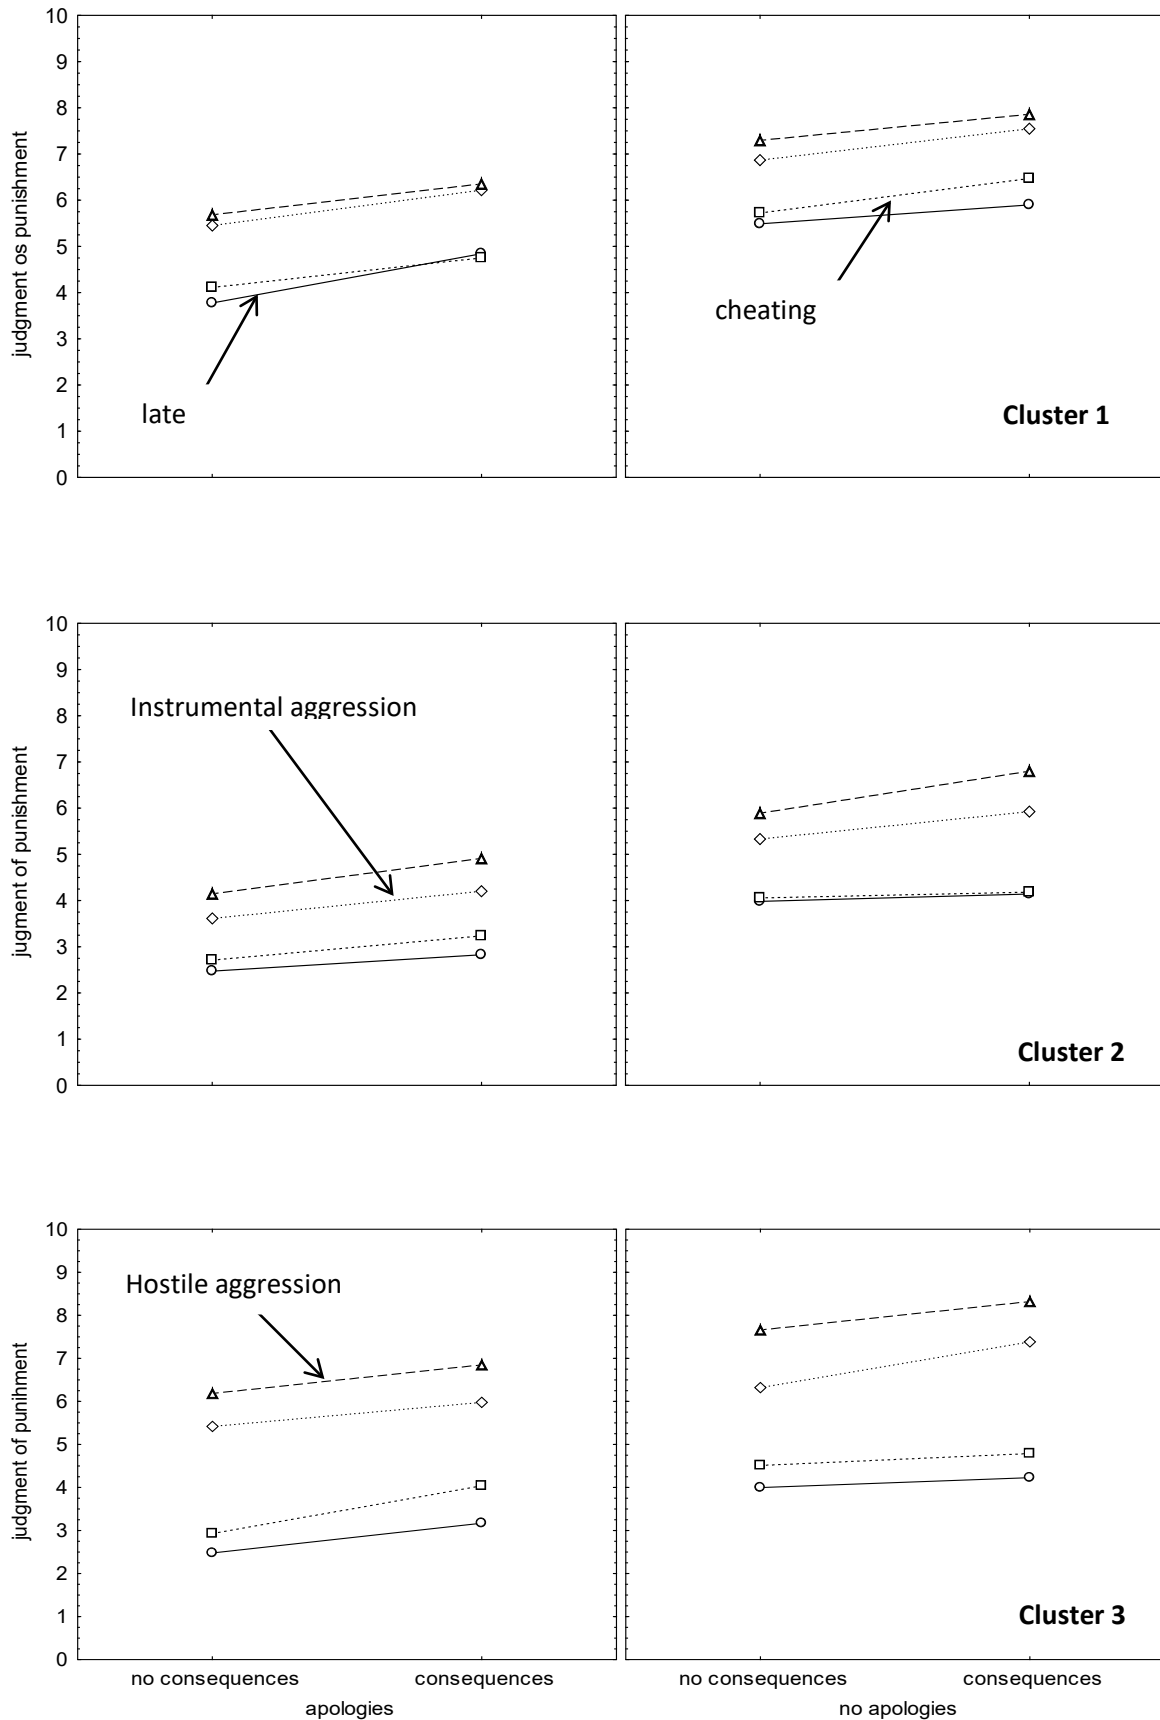 10
9
8
7
6
5
4
3
2
1
0
judgment os punishment
late
cheating
Cluster 1
10
9
8
7
6
5
4
3
2
1
0
jugment of punishment
Instrumental aggression
Cluster 2
10
9
8
7
6
5
4
3
2
1
0
judgment of punihment
Hostile aggression
Cluster 3
no consequences consequences
apologies
no consequences consequences
no apologies